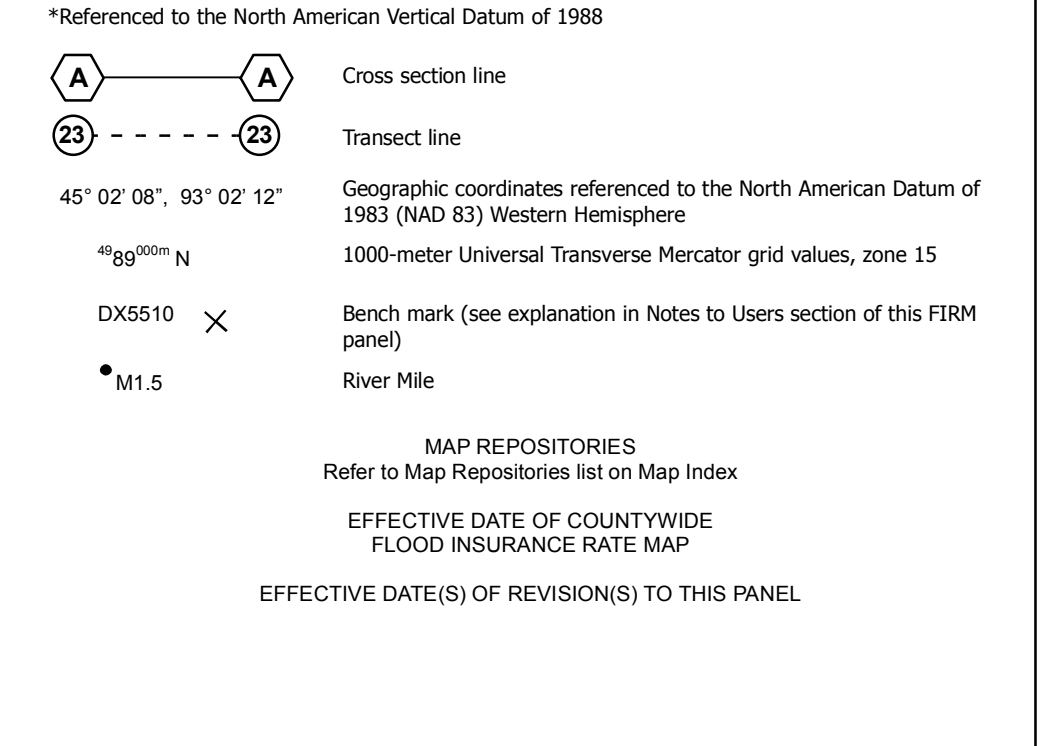 *Referenced to the North American Vertical Datum of 1988
A A Cross section line
23 23 Transect line
45° 02’ 08”, 93° 02’ 12” Geographic coordinates referenced to the North American Datum of
1983 (NAD 83) Western Hemisphere
4989000m N 1000-meter Universal Transverse Mercator grid values, zone 15
DX5510 Bench mark (see explanation in Notes to Users section of this FIRM
panel)
M1.5 River Mile
MAP REPOSITORIES
Refer to Map Repositories list on Map Index
EFFECTIVE DATE OF COUNTYWIDE
FLOOD INSURANCE RATE MAP
EFFECTIVE DATE(S) OF REVISION(S) TO THIS PANEL